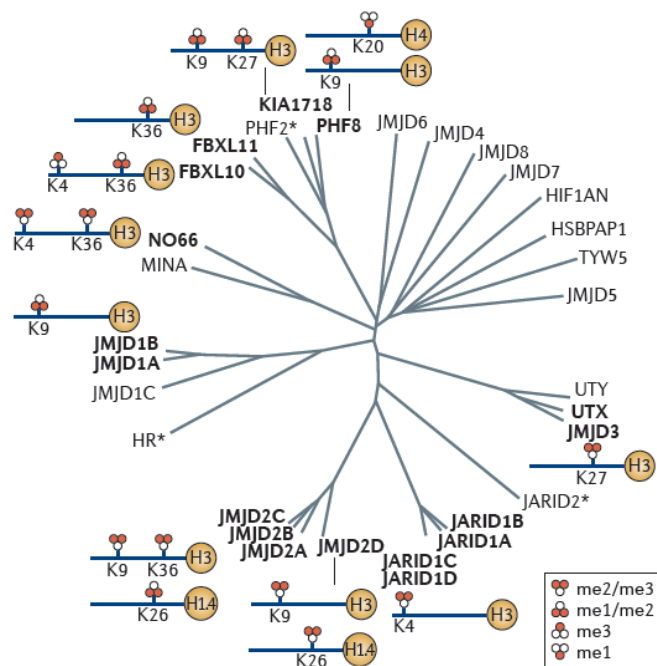 K20
H4
K9
K27
H3
K9
H3
KIA1718
PHF2*
PHF8
JMJD6
JMJD4
JMJD8
JMJD7
HIF1AN
HSBPAP1
TYW5
JMJD5
K36
H3
FBXL11
FBXL10
K4
K36
H3
K4
K36
H3
NO66
MINA
K9
H3
JMJD1B
JMJD1A
JMJD1C
HR*
UTY
UTX
JMJD3
K27
H3
JARID2*
JARID1B
JARID1A
JARID1C
JARID1D
K4
H3
JMJD2C
JMJD2B
JMJD2A
JMJD2D
K9
K36
H3
K26
H1.4
K9
H3
K26
H1.4
me2/me3
me1/me2
me3
me1